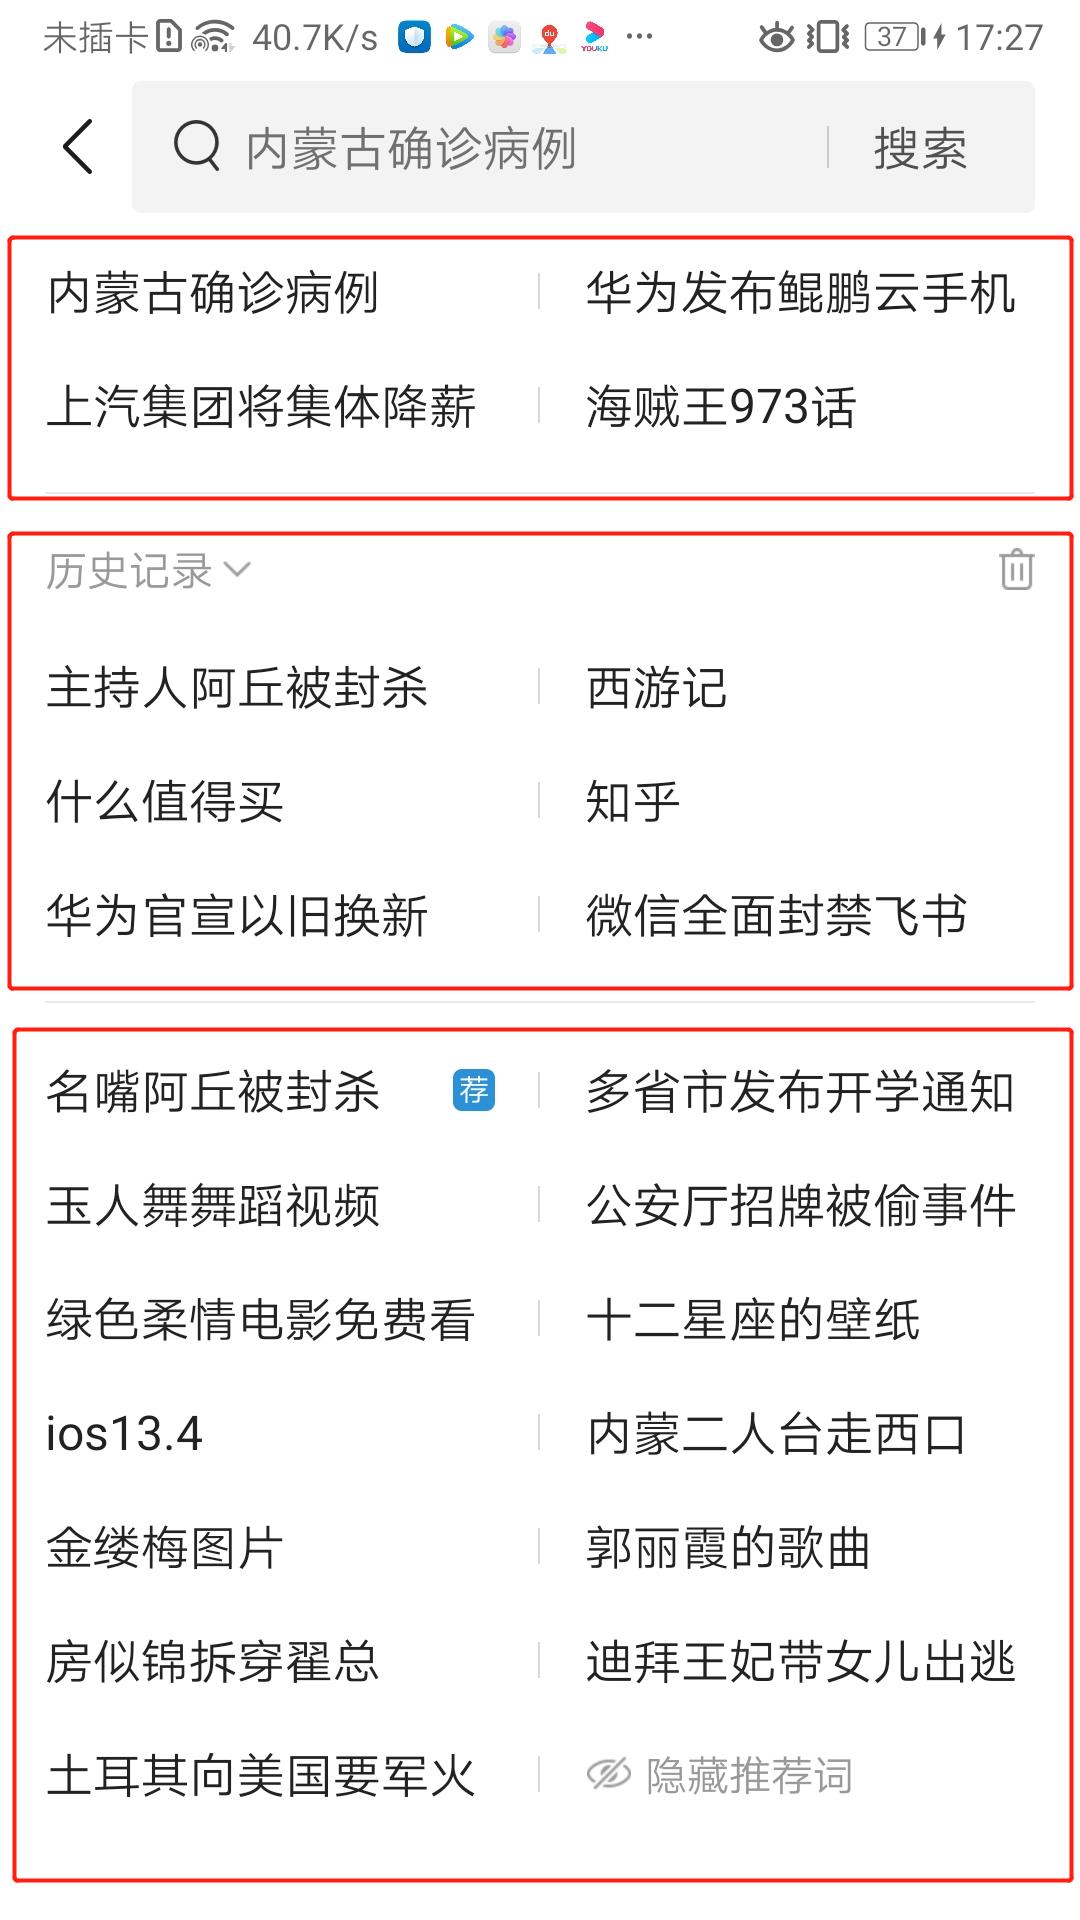 未插卡 40.7K/s 37 17:27
内蒙古确诊病例 搜索
内蒙古确诊病例 华为发布鲲鹏云手机
上汽集团将集体降薪 海贼王973话
历史记录
主持人阿丘被封杀 西游记
什么值得买 知乎
华为官宣以旧换新 微信全面封禁飞书
名嘴阿丘被封杀 荐 多省市发布开学通知
玉人舞舞蹈视频 公安厅招牌被偷事件
绿色柔情电影免费看 十二星座的壁纸
ios13.4 内蒙二人台走西口
金缕梅图片 郭丽霞的歌曲
房似锦拆穿翟总 迪拜王妃带女儿出逃
土耳其向美国要军火 隐藏推荐词